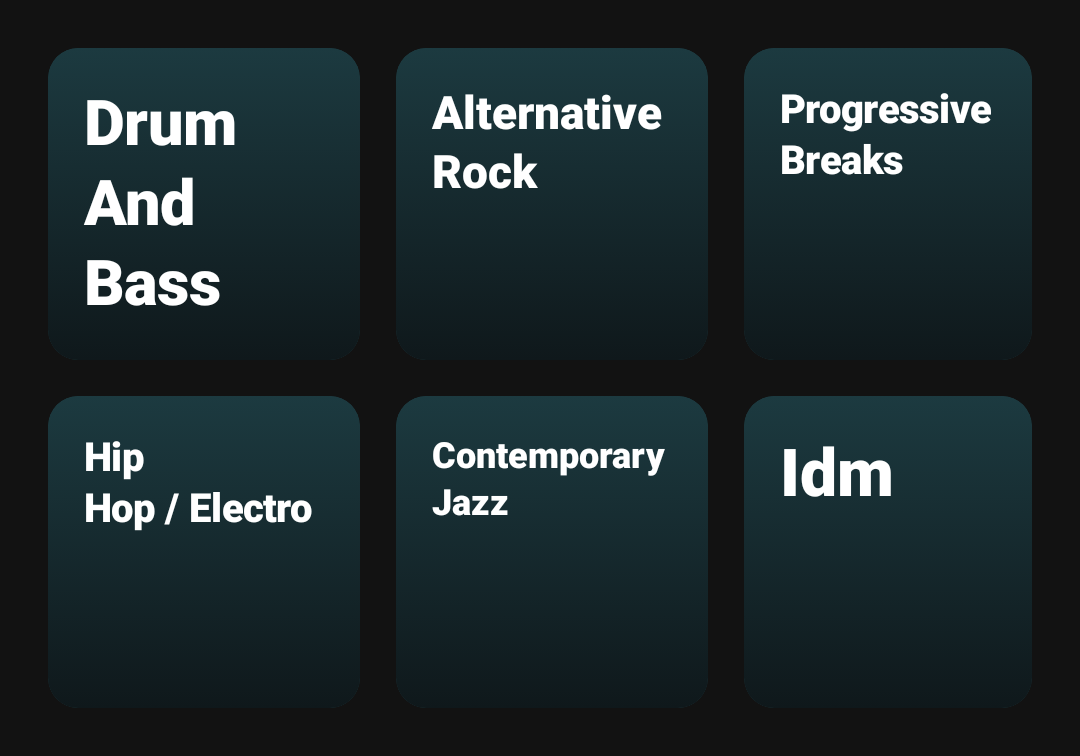 Drum
And
Bass
Alternative
Rock
Progressive
Breaks
Hip
Hop / Electro
Contemporary
Jazz
Idm